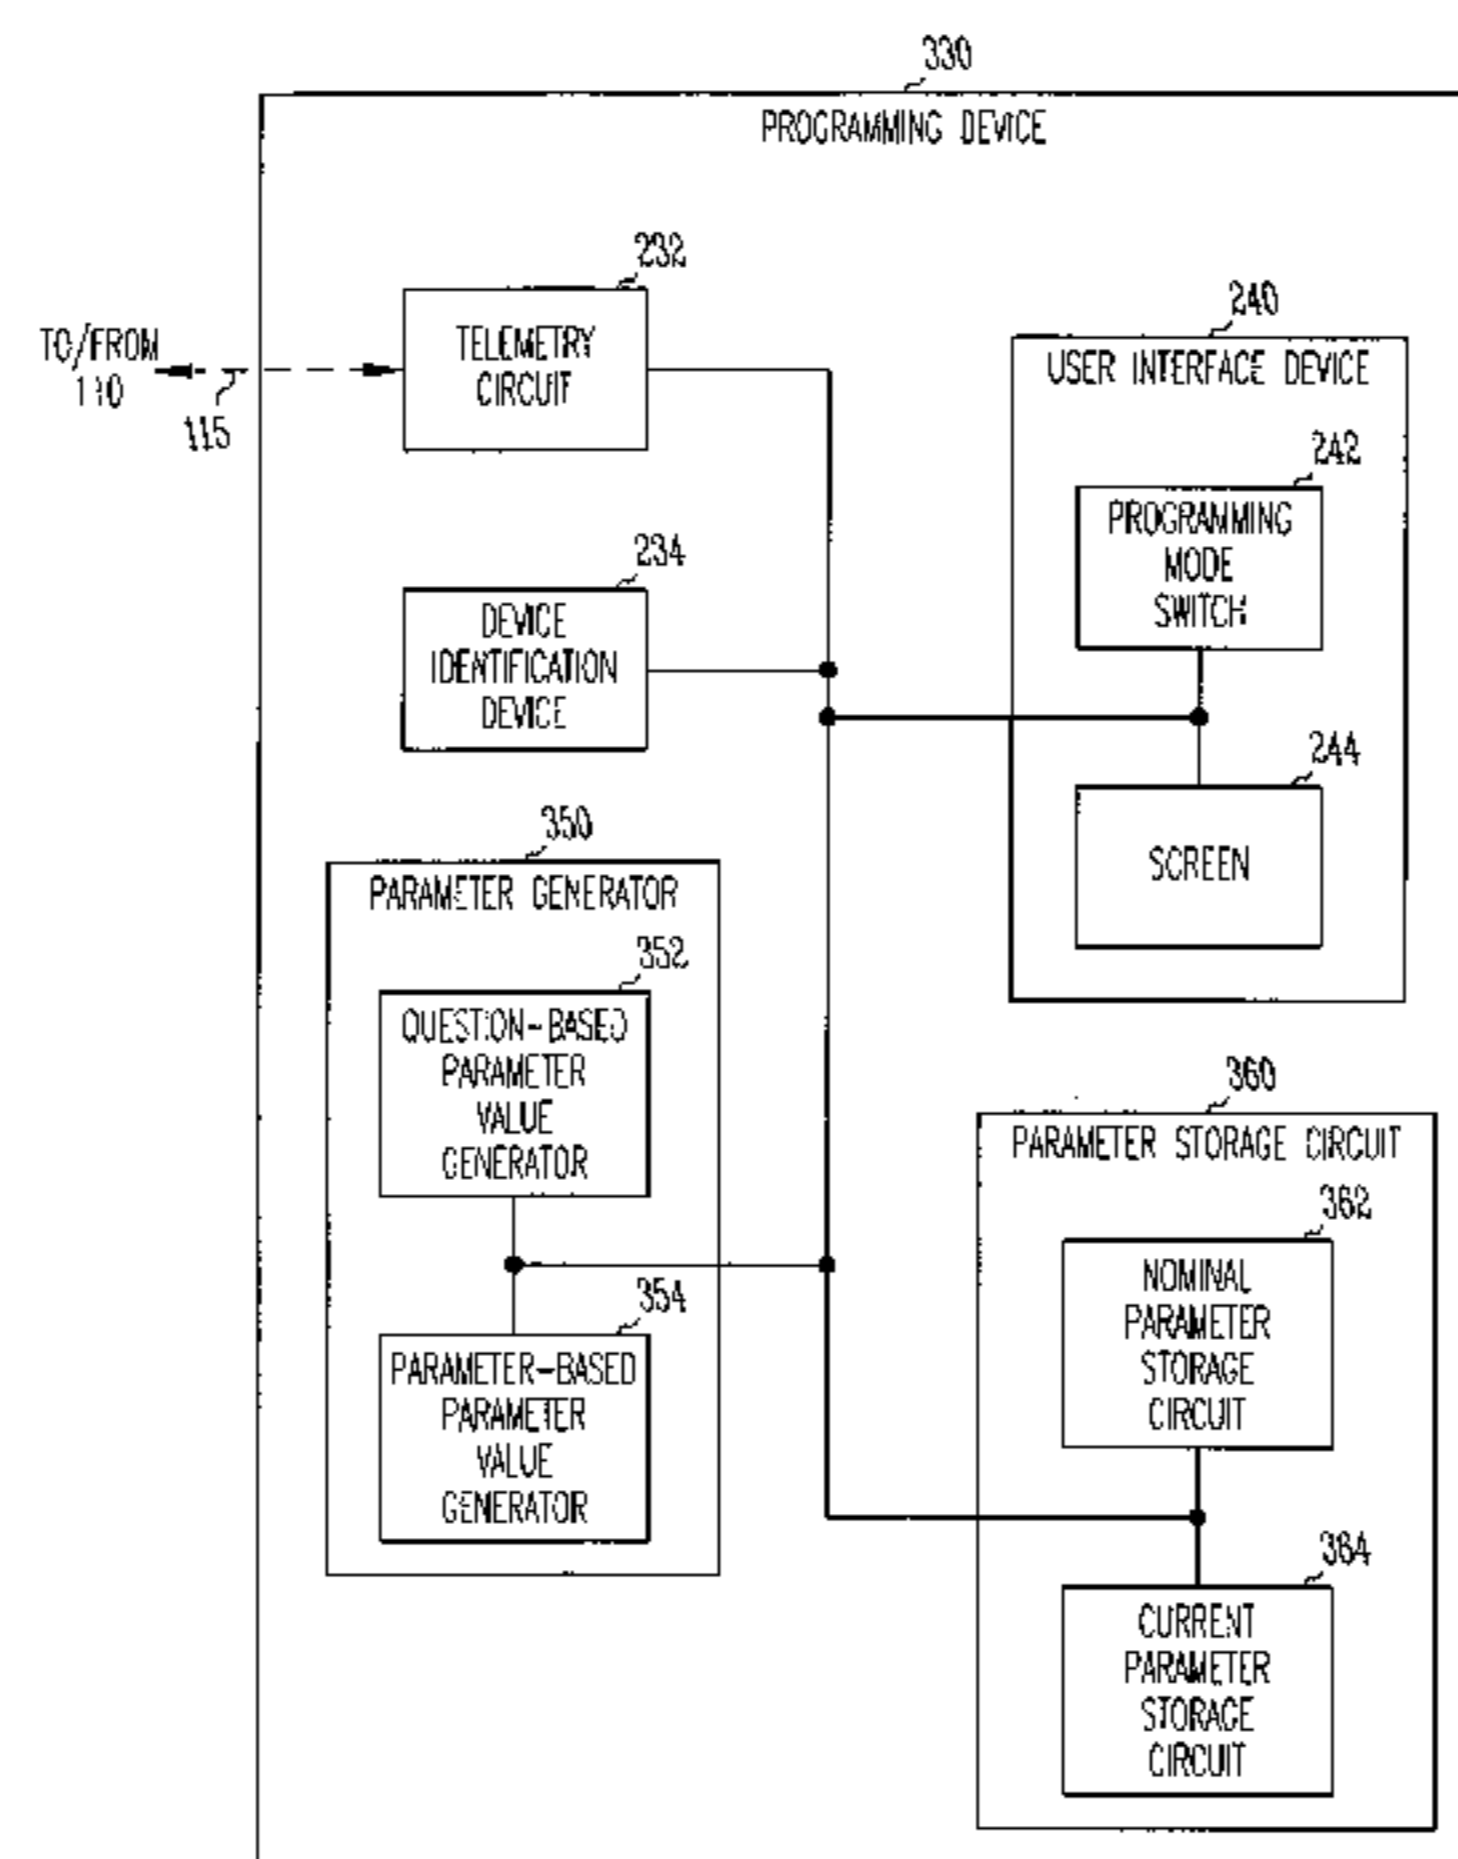 330
PROGRAMMING DEVICE
232
TELEMETRY
CIRCUIT
TO/FROM
110
115
240
USER INTERFACE DEVICE
242
PROGRAMMING
MODE
SWITCH
234
DEVICE
IDENTIFICATION
DEVICE
244
SCREEN
350
PARAMETER GENERATOR
352
QUESTION-BASED
PARAMETER
VALUE
GENERATOR
354
PARAMETER-BASED
PARAMETER
VALUE
GENERATOR
360
PARAMETER STORAGE CIRCUIT
362
NOMINAL
PARAMETER
STORAGE
CIRCUIT
364
CURRENT
PARAMETER
STORAGE
CIRCUIT